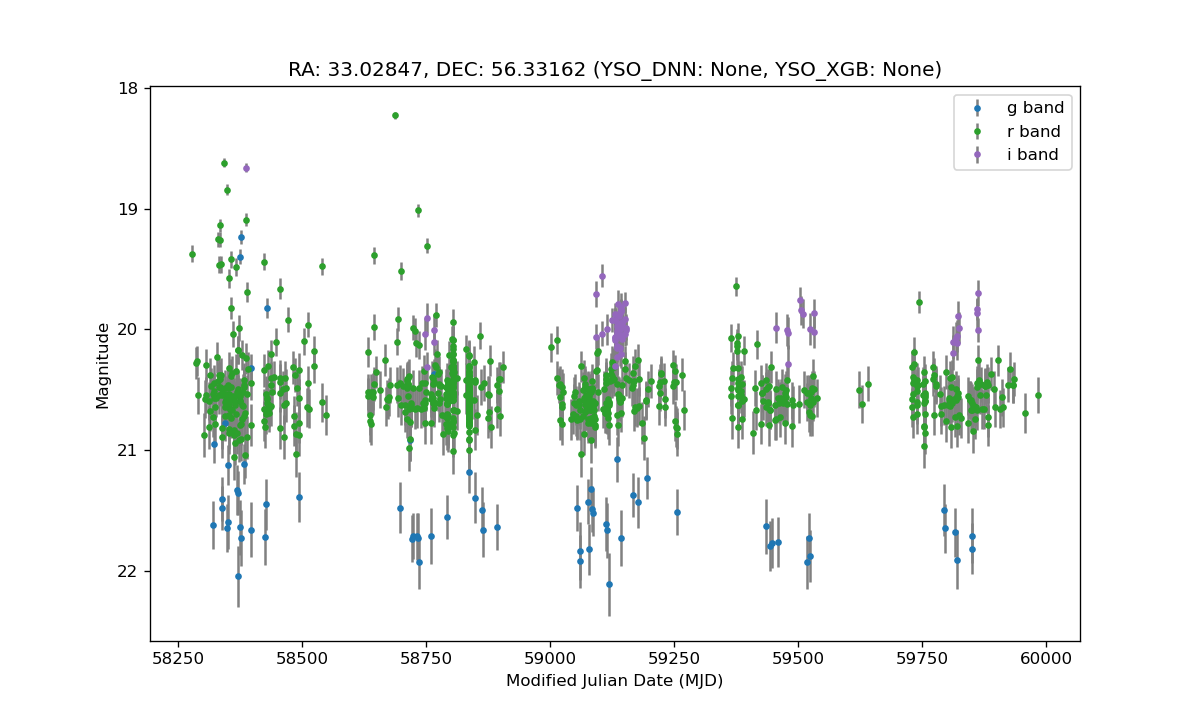 RA: 33.02847, DEC: 56.33162 (YSO_DNN: None, YSO_XGB: None)
g band
r band
i band
18
19
20
21
22
Magnitude
58250
58500
58750
59000
59250
59500
59750
60000
Modified Julian Date (MJD)